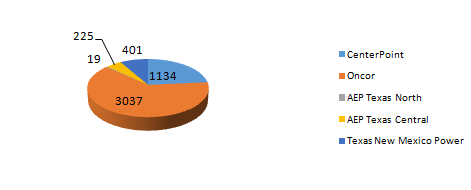 225
401
19
1134
3037
CenterPoint
Oncor
AEP Texas North
AEP Texas Central
Texas New Mexico Power